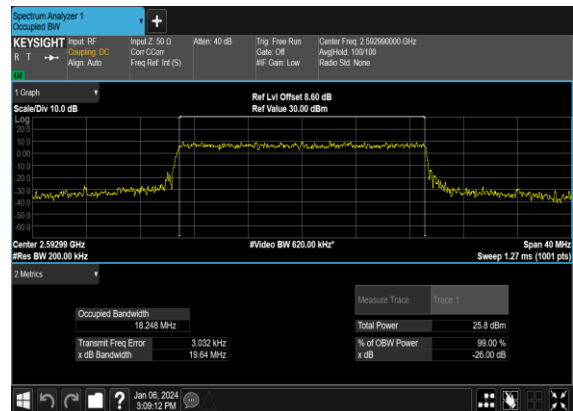 Spectrum Analyzer 1
Occupied BW
KEYSIGHT Input: RF Input Z: 50 Ω Atten: 40 dB Trig: Free Run Center Freq: 2.592990000 GHz
R T Coupling: DC Corr CCorr Gate: Off Avg|Hold: 100/100
Align: Auto Freq Ref: Int (S) #IF Gain: Low Radio Std: None
1 Graph Ref Lvl Offset 8.60 dB
Scale/Div 10.0 dB Ref Value 30.00 dBm
Log
20.0
10.0
0.00
-10.0
-20.0
-30.0
-40.0
-50.0
-60.0
Center 2.59299 GHz #Video BW 620.00 kHz* Span 40 MHz
#Res BW 200.00 kHz Sweep 1.27 ms (1001 pts)
2 Metrics
Measure Trace Trace 1
Occupied Bandwidth
18.248 MHz Total Power 25.8 dBm
Transmit Freq Error 3.032 kHz % of OBW Power 99.00 %
x dB Bandwidth 19.64 MHz x dB -26.00 dB
Jan 06, 2024
3:09:12 PM